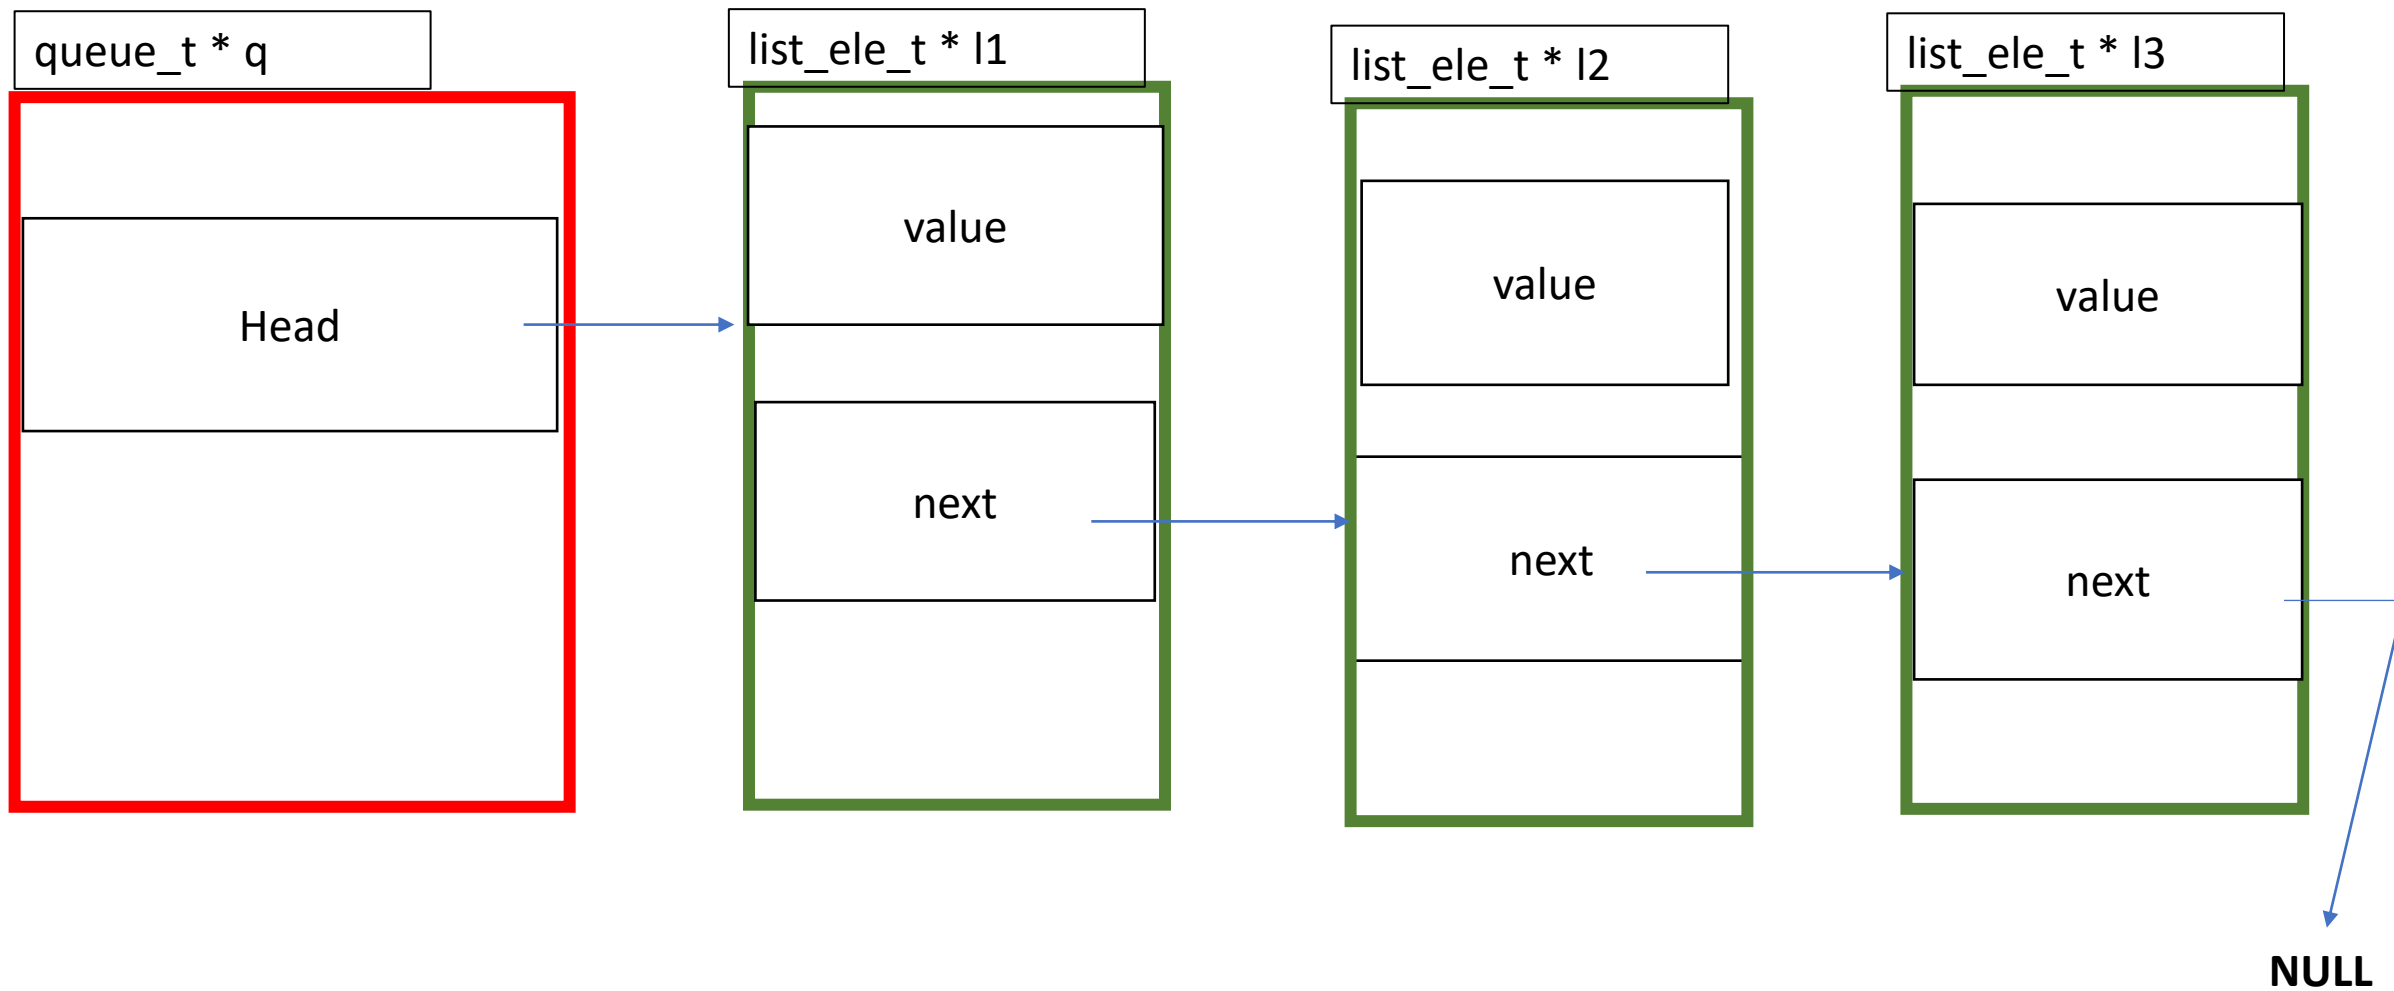 queue_t * q
list_ele_t * l1
list_ele_t * l2
list_ele_t * l3
Head
value
next
value
next
value
next
NULL